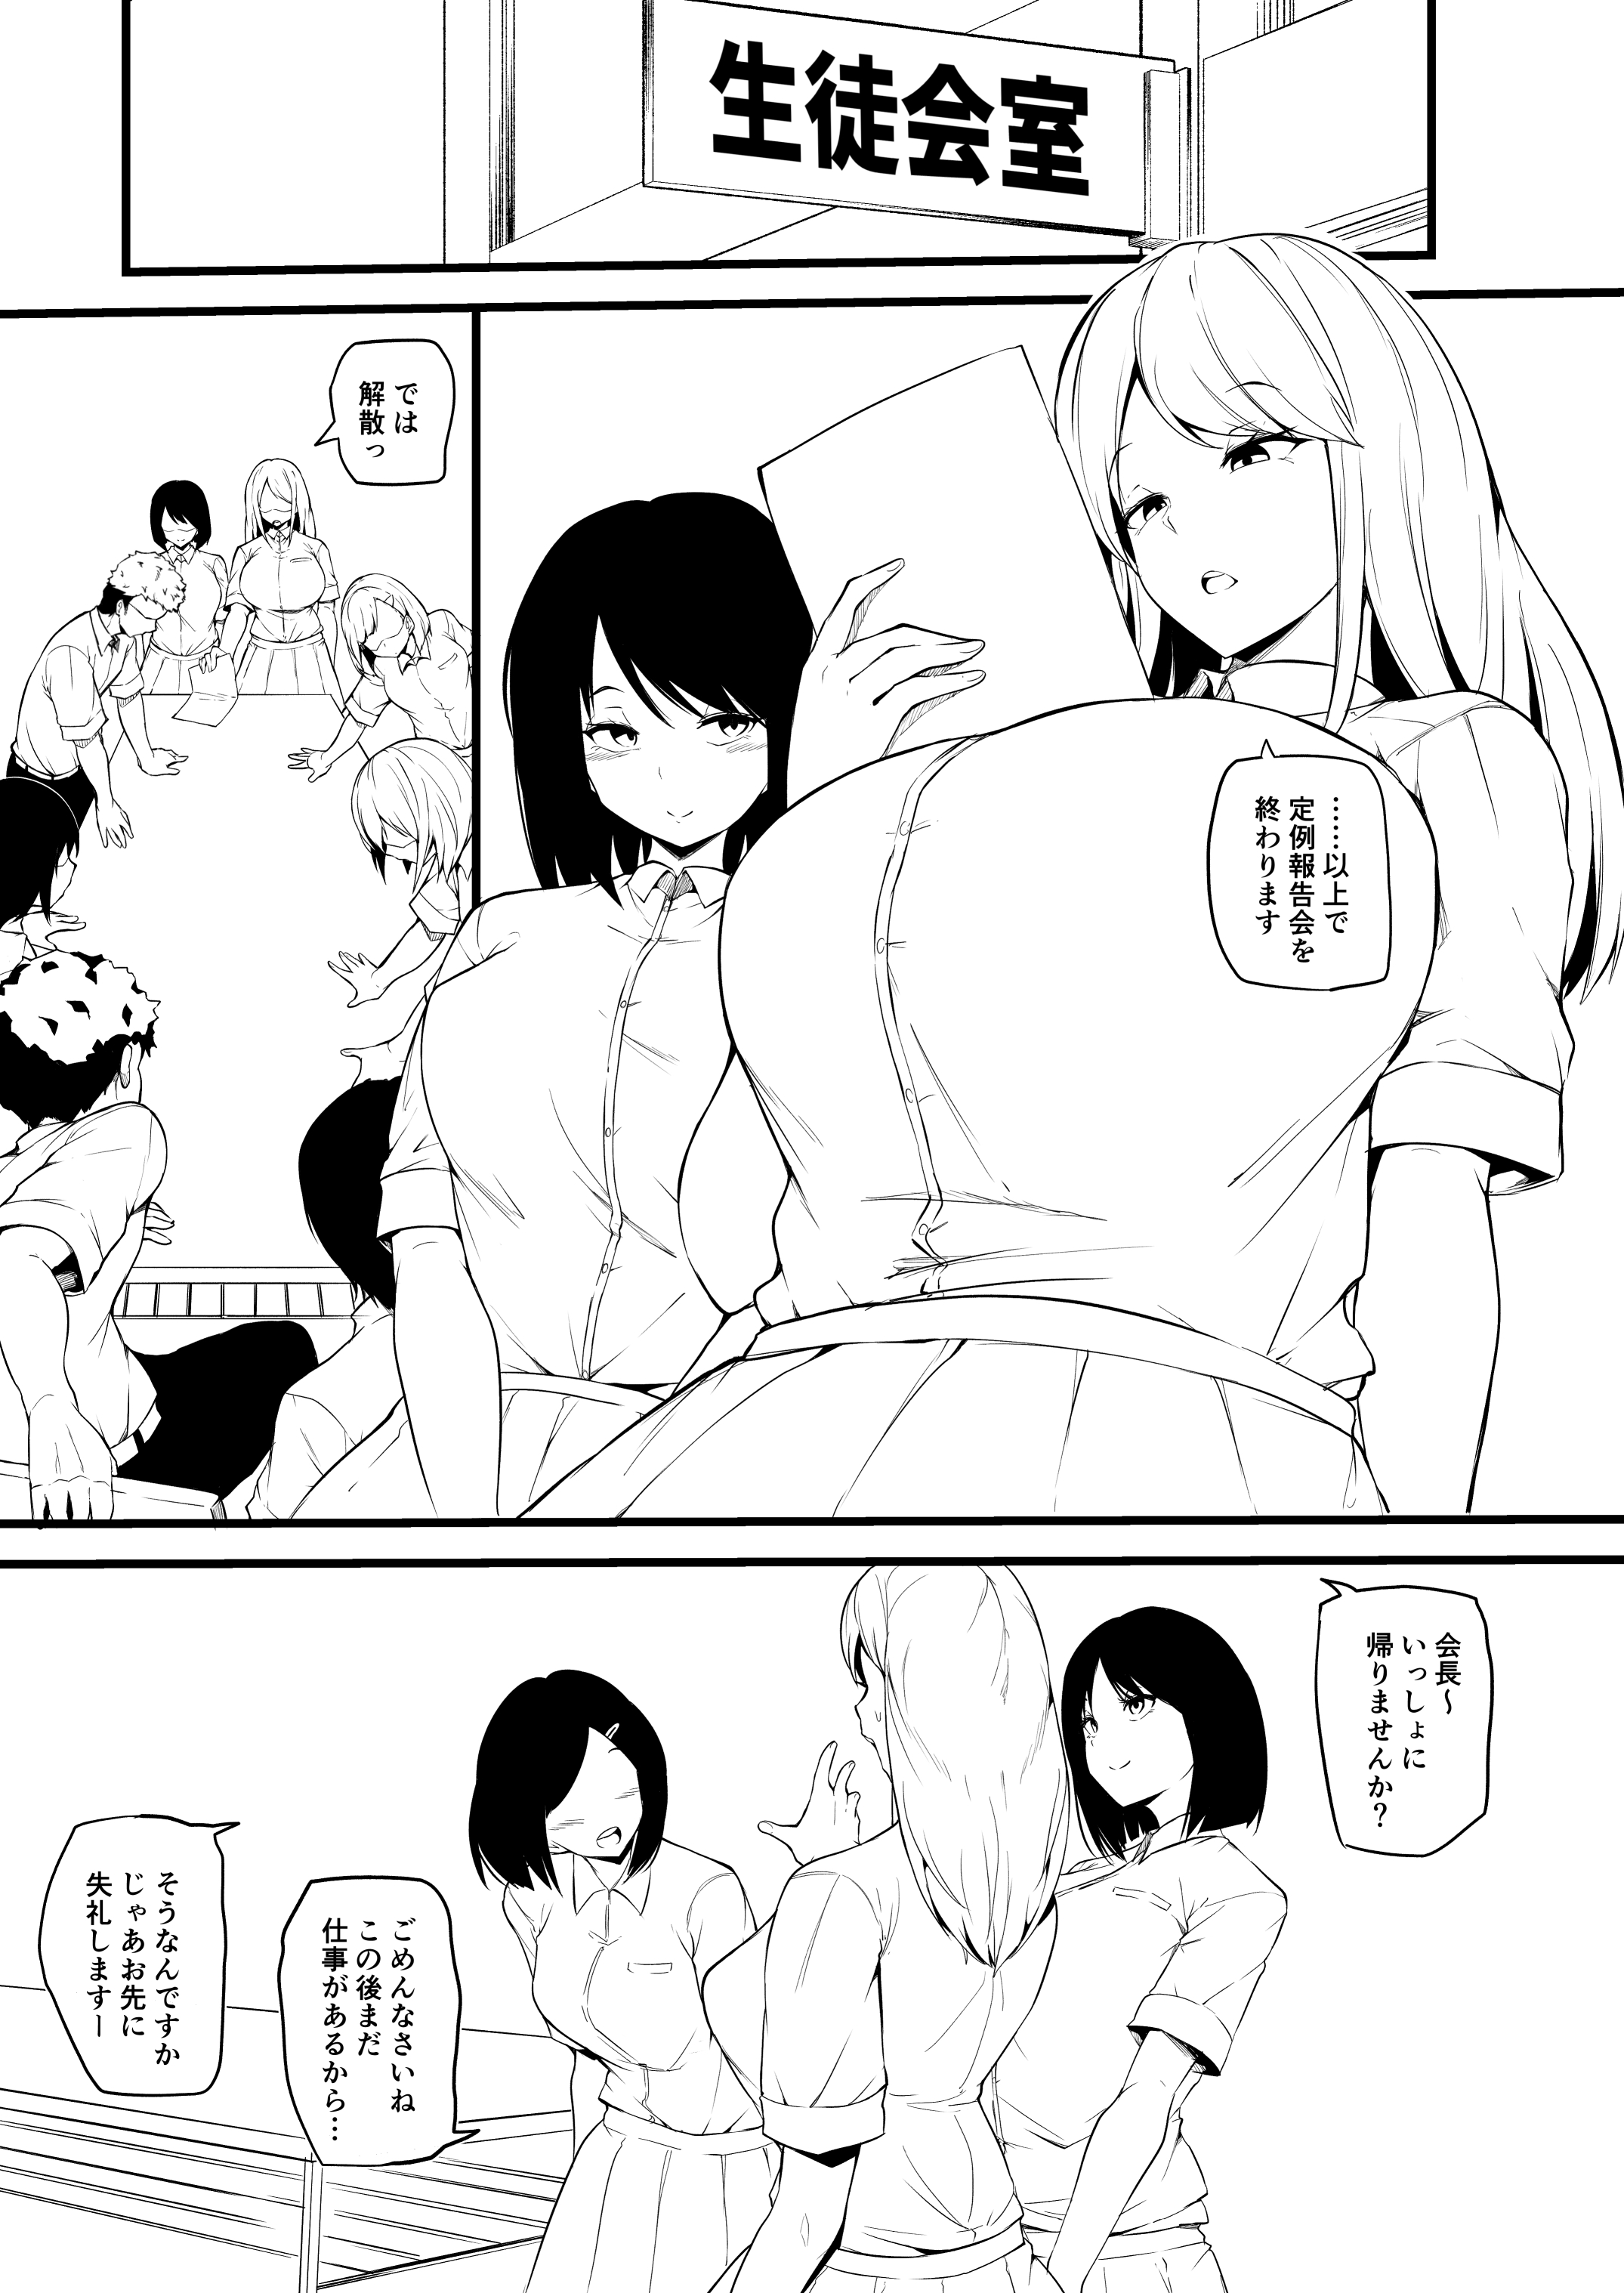 生徒会室
……以上で
定例報告会を
終わります
では
解散っ
会長～
いっしょに
帰りませんか？
ごめんなさいね
この後まだ
仕事があるから…
そうなんですか
じゃあお先に
失礼しますー